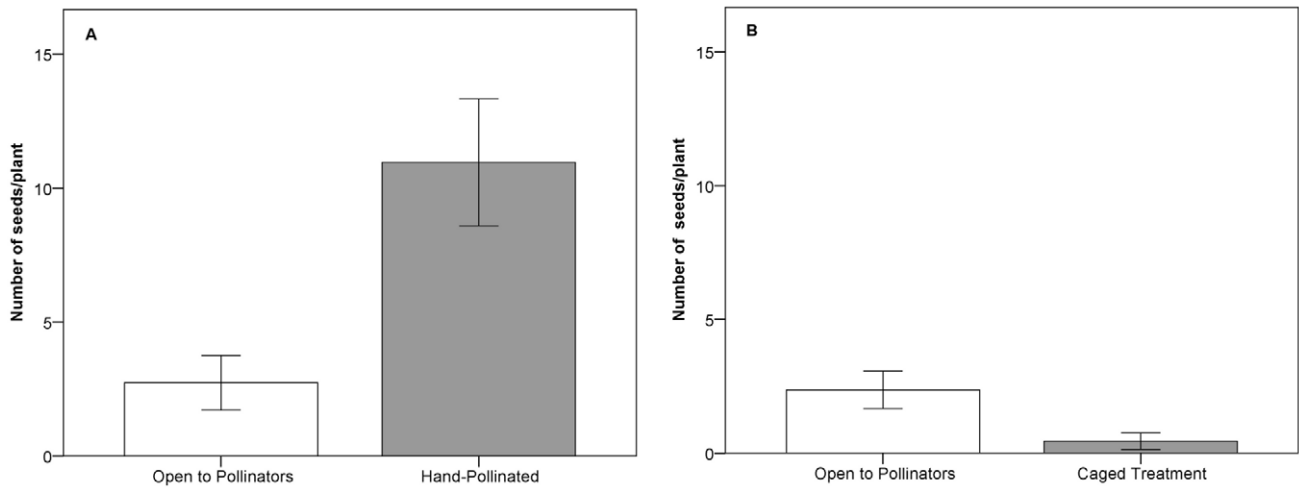 A
Number of seeds/plant
15
10
5
0
Open to Pollinators
Hand-Pollinated
B
Number of seeds/plant
15
10
5
0
Open to Pollinators
Caged Treatment